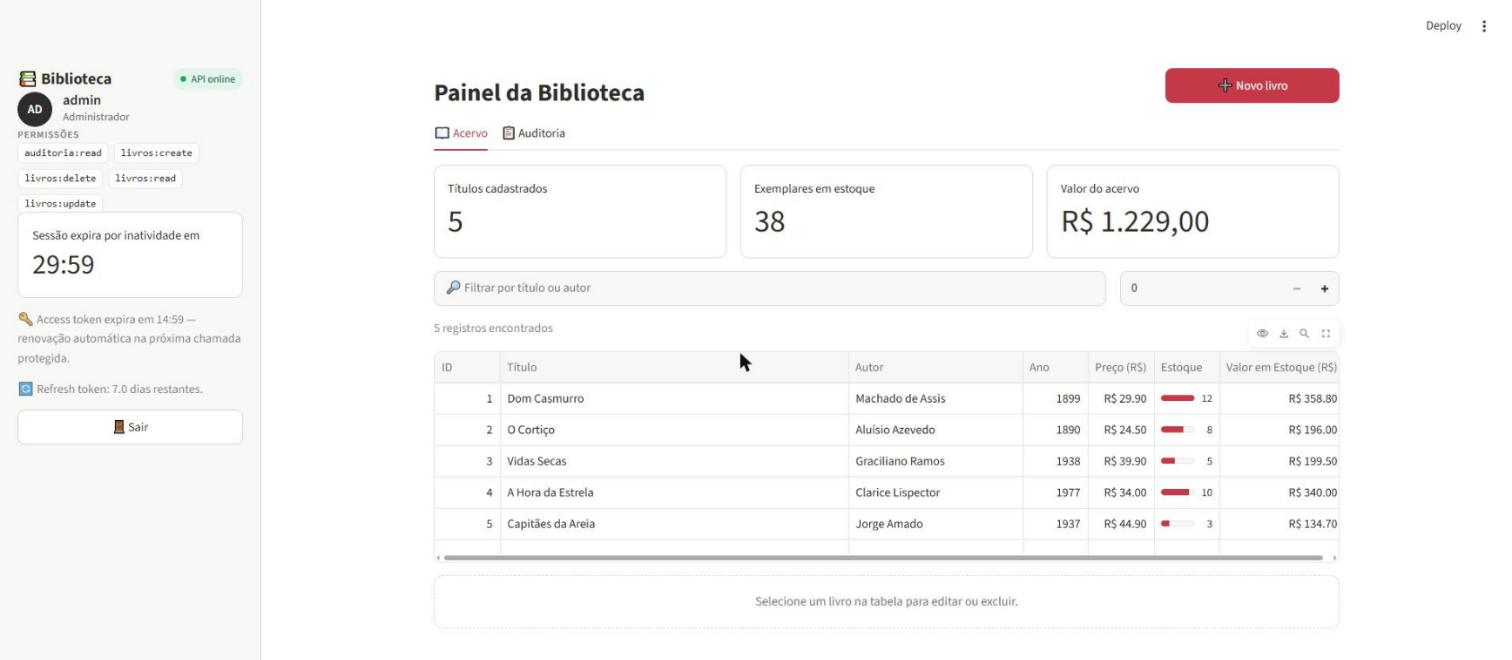 Deploy
Biblioteca
API online
AD
admin
Administrador
PERMISSÕES
auditoria:read livros:create
livros:delete livros:read
livros:update
Sessão expira por inatividade em
29:59
Access token expira em 14:59 —
renovação automática na próxima chamada
protegida.
Refresh token: 7.0 dias restantes.
Sair
Painel da Biblioteca
Novo livro
Acervo Auditoria
Títulos cadastrados
5
Exemplares em estoque
38
Valor do acervo
R$ 1.229,00
Filtrar por título ou autor
0 − +
5 registros encontrados
ID Título Autor Ano Preço (R$) Estoque Valor em Estoque (R$)
1 Dom Casmurro Machado de Assis 1899 R$ 29.90 12 R$ 358.80
2 O Cortiço Aluísio Azevedo 1890 R$ 24.50 8 R$ 196.00
3 Vidas Secas Graciliano Ramos 1938 R$ 39.90 5 R$ 199.50
4 A Hora da Estrela Clarice Lispector 1977 R$ 34.00 10 R$ 340.00
5 Capitães da Areia Jorge Amado 1937 R$ 44.90 3 R$ 134.70
Selecione um livro na tabela para editar ou excluir.